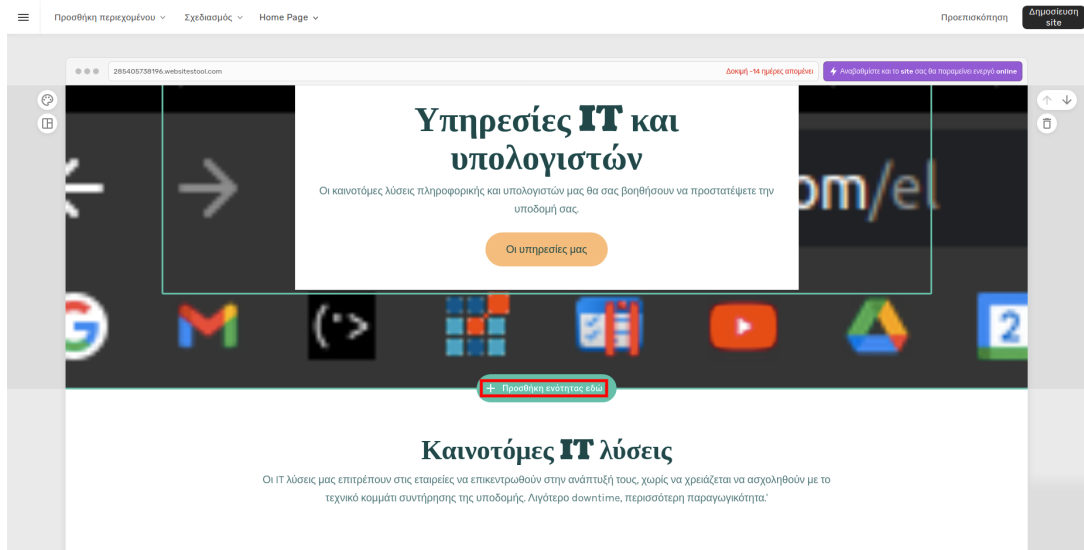 Προσθήκη περιεχομένου Σχεδιασμός Home Page Προεπισκόπηση Δημοσίευση site
285405738196.websitestool.com Δοκιμή -14 ημέρες απομένει Αναβαθμίστε και το site σας θα παραμείνει ενεργό online
Υπηρεσίες IT και
υπολογιστών
Οι καινοτόμες λύσεις πληροφορικής και υπολογιστών μας θα σας βοηθήσουν να προστατέψετε την
υποδομή σας.
om/el
Οι υπηρεσίες μας
2
Προσθήκη ενότητας εδώ
Καινοτόμες IT λύσεις
Οι IT λύσεις μας επιτρέπουν στις εταιρείες να επικεντρωθούν στην ανάπτυξή τους, χωρίς να χρειάζεται να ασχοληθούν με το
τεχνικό κομμάτι συντήρησης της υποδομής. Λιγότερο downtime, περισσότερη παραγωγικότητα.'